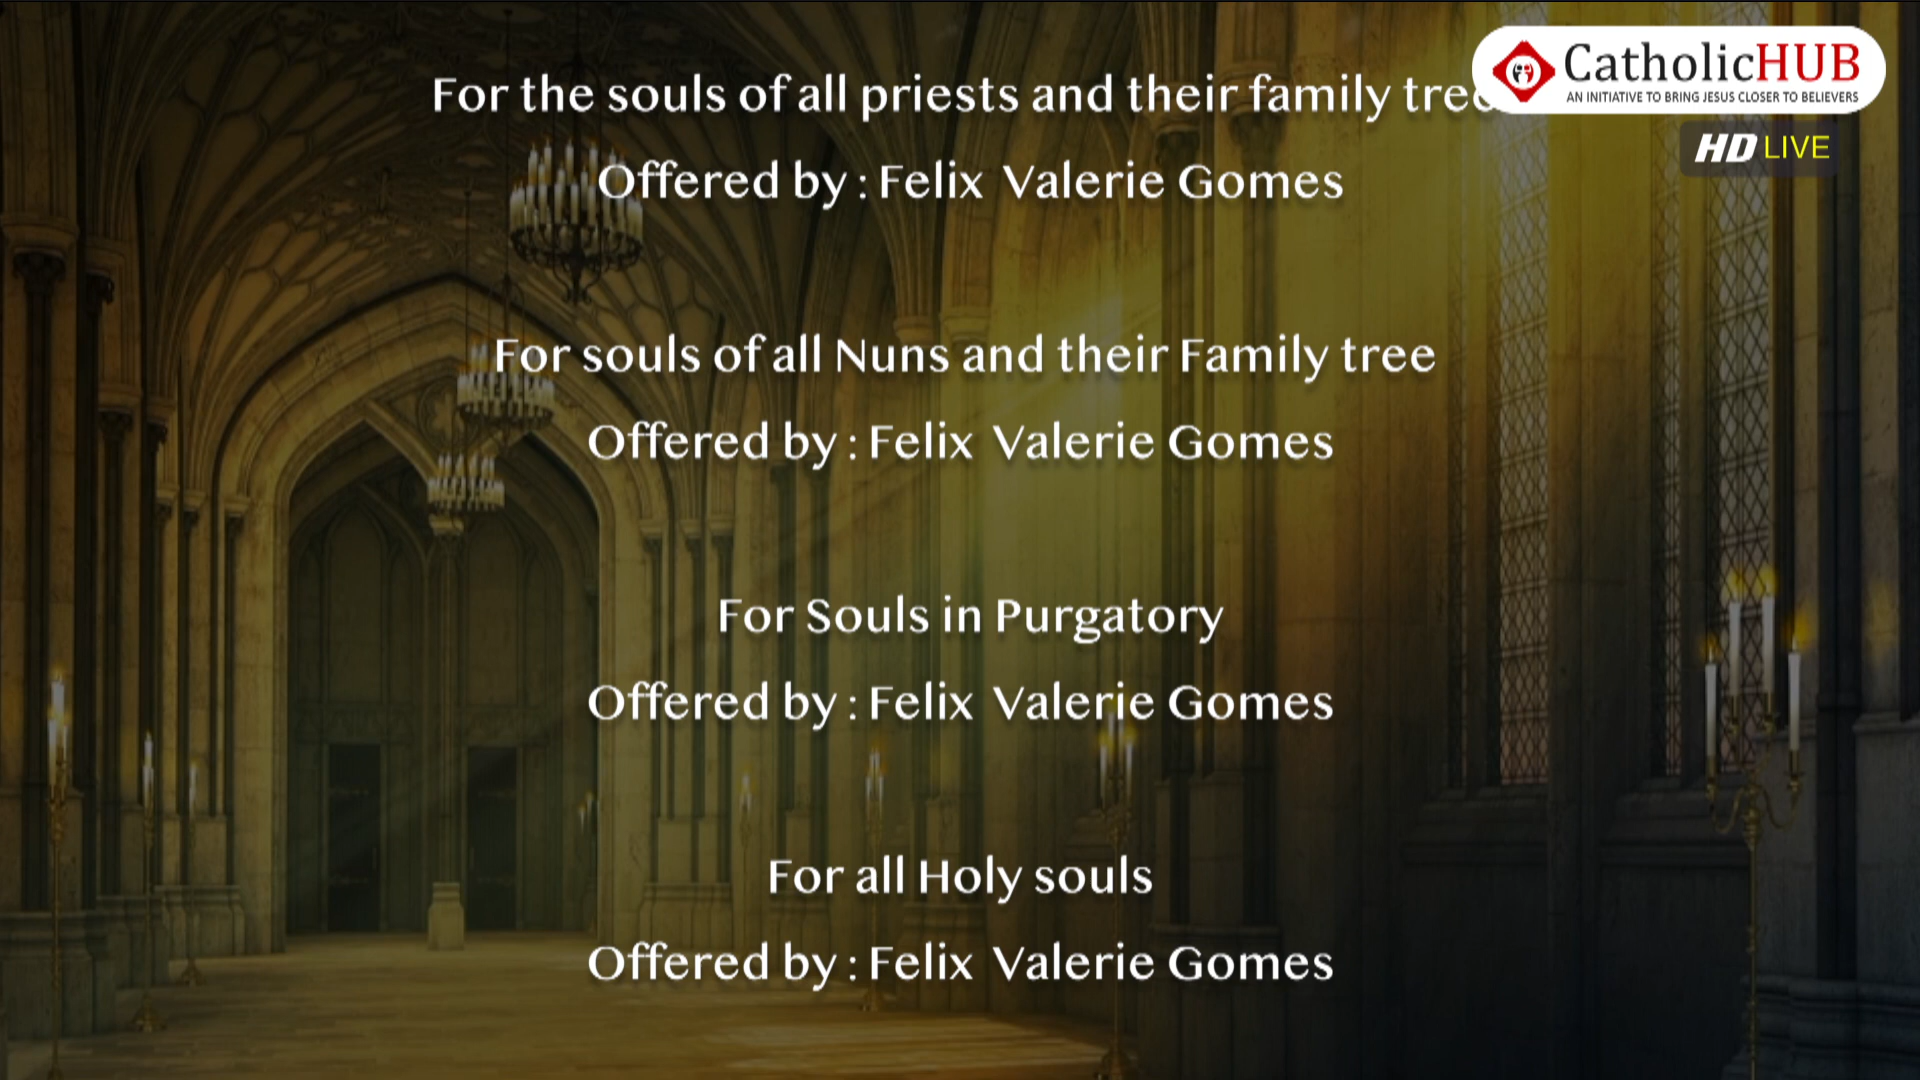 For the souls of all priests and their family tree
CatholicHUB
AN INITIATIVE TO BRING JESUS CLOSER TO BELIEVERS
HD LIVE
Offered by : Felix Valerie Gomes
For souls of all Nuns and their Family tree
Offered by : Felix Valerie Gomes
For Souls in Purgatory
Offered by : Felix Valerie Gomes
For all Holy souls
Offered by : Felix Valerie Gomes